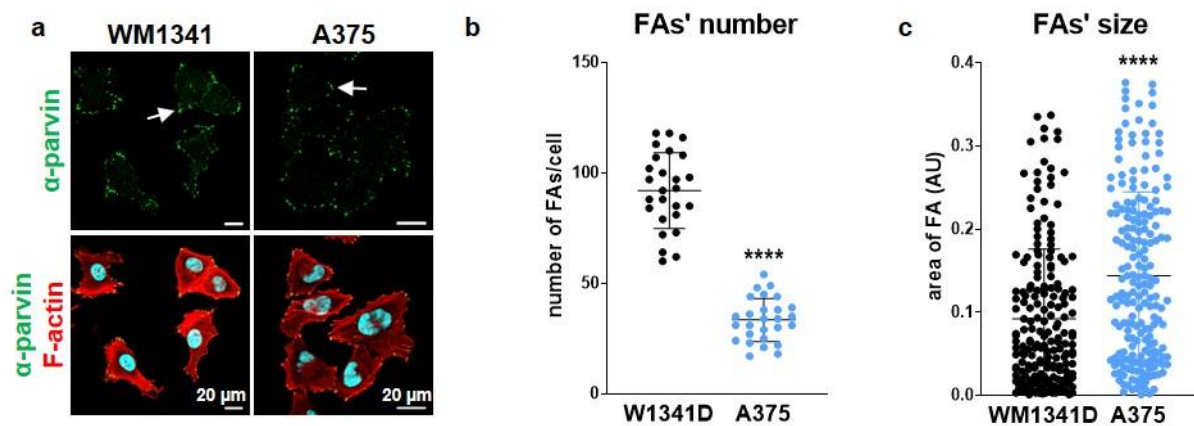 a
WM1341
A375
α-parvin
α-parvin
F-actin
20 µm
20 µm
b
FAs' number
number of FAs/cell
150
100
50
0
****
W1341D
A375
c
FAs' size
area of FA (AU)
0.4
0.3
0.2
0.1
0.0
****
WM1341D
A375